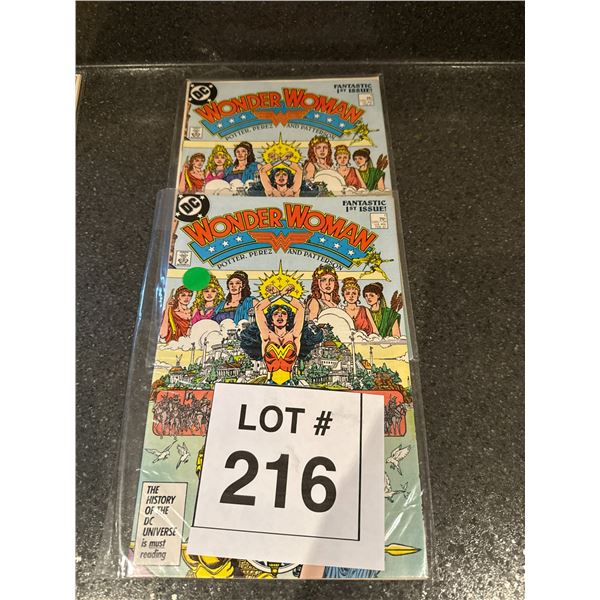 DC
FANTASTIC
1ST ISSUE!
WONDER WOMAN
POTTER, PEREZ AND PATTERSON
DC
FANTASTIC
1ST ISSUE!
WONDER WOMAN
75¢
POTTER, PEREZ AND PATTERSON
LOT #
216
THE
HISTORY
OF THE
DC
UNIVERSE
is must
reading